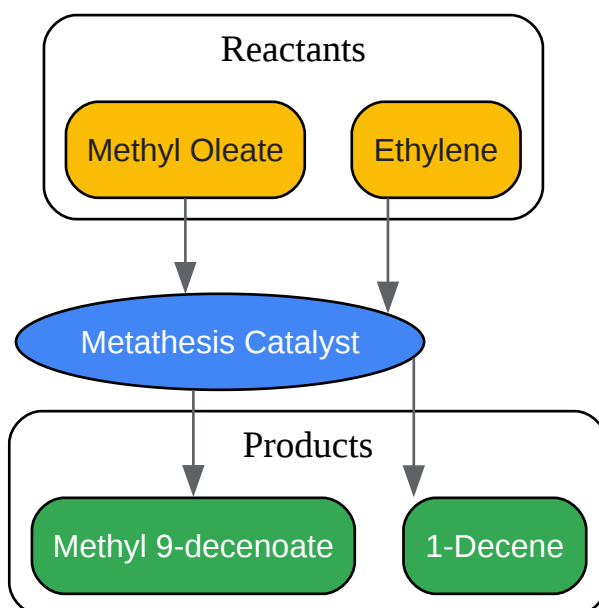 Reactants
Methyl Oleate
Ethylene
Metathesis Catalyst
Products
Methyl 9-decenoate
1-Decene